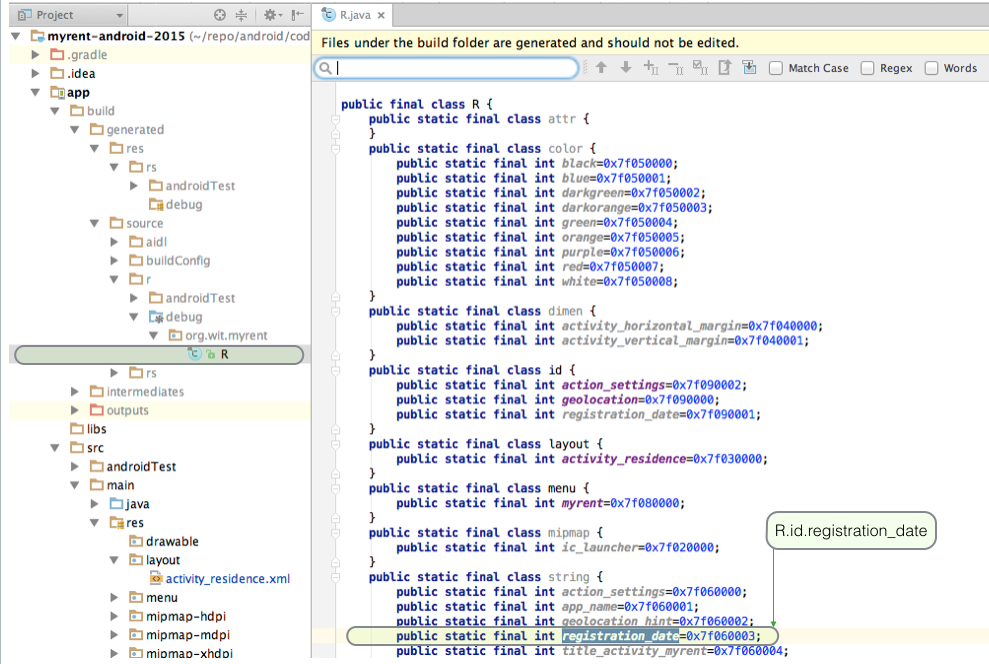 Project
R.java
myrent-android-2015 (~/repo/android/cod
.gradle
.idea
app
build
generated
res
rs
androidTest
debug
source
aidl
buildConfig
r
androidTest
debug
org.wit.myrent
R
rs
intermediates
outputs
libs
src
androidTest
main
java
res
drawable
layout
activity_residence.xml
menu
mipmap-hdpi
mipmap-mdpi
mipmap-xhdpi
Files under the build folder are generated and should not be edited.
Match Case Regex Words
public final class R {
public static final class attr {
}
public static final class color {
public static final int black=0x7f050000;
public static final int blue=0x7f050001;
public static final int darkgreen=0x7f050002;
public static final int darkorange=0x7f050003;
public static final int green=0x7f050004;
public static final int orange=0x7f050005;
public static final int purple=0x7f050006;
public static final int red=0x7f050007;
public static final int white=0x7f050008;
}
public static final class dimen {
public static final int activity_horizontal_margin=0x7f040000;
public static final int activity_vertical_margin=0x7f040001;
}
public static final class id {
public static final int action_settings=0x7f090002;
public static final int geolocation=0x7f090000;
public static final int registration_date=0x7f090001;
}
public static final class layout {
public static final int activity_residence=0x7f030000;
}
public static final class menu {
public static final int myrent=0x7f080000;
}
public static final class mipmap {
public static final int ic_launcher=0x7f020000;
}
public static final class string {
public static final int action_settings=0x7f060000;
public static final int app_name=0x7f060001;
public static final int geolocation_hint=0x7f060002;
public static final int registration_date=0x7f060003;
public static final int title_activity_myrent=0x7f060004;
R.id.registration_date